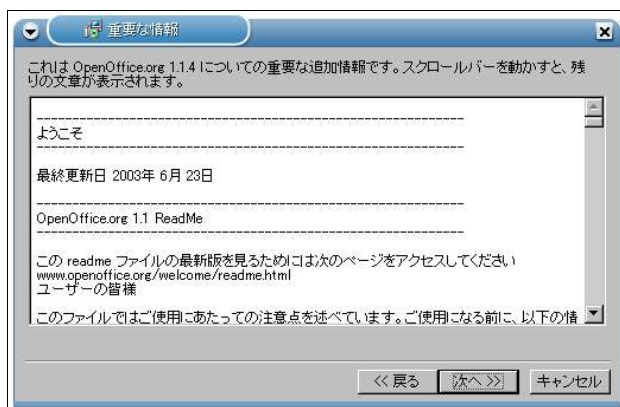 重要な情報
これは OpenOffice.org 1.1.4 についての重要な追加情報です。スクロールバーを動かすと、残
りの文章が表示されます。
------------------------------------------------------------
ようこそ
------------------------------------------------------------
最終更新日 2003年 6月 23日
------------------------------------------------------------
OpenOffice.org 1.1 ReadMe
------------------------------------------------------------
この readme ファイルの最新版を見るためには次のページをアクセスしてください
www.openoffice.org/welcome/readme.html
ユーザーの皆様
このファイルではご使用にあたっての注意点を述べています。ご使用になる前に、以下の情
<< 戻る
次へ >>
キャンセル